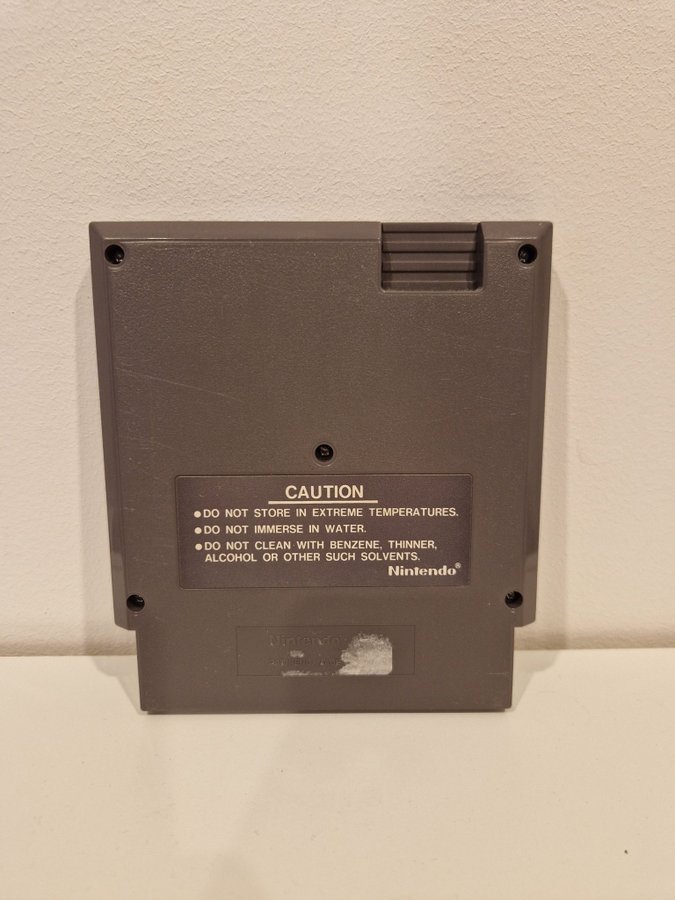 CAUTION
●DO NOT STORE IN EXTREME TEMPERATURES.
●DO NOT IMMERSE IN WATER.
●DO NOT CLEAN WITH BENZENE, THINNER,
ALCOHOL OR OTHER SUCH SOLVENTS.
Nintendo®
Nintendo